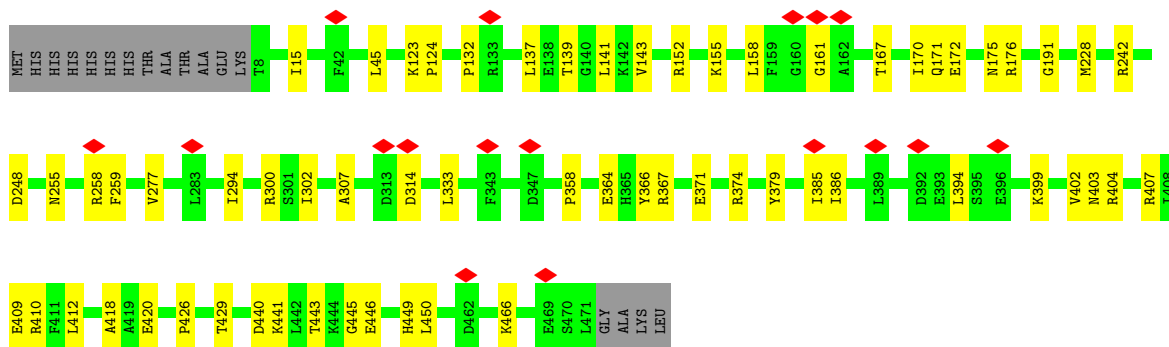 MET HIS HIS HIS HIS HIS HIS THR ALA THR ALA GLU LYS T8 I15 F42 L45 K123 P124 P132 R133 L137 E138 T139 G140 L141 K142 V143 R152 K155 L158 F159 G160 G161 A162 T167 I170 Q171 E172 N175 R176 G191 M228 R242
D248 N255 R258 F259 V277 L283 I294 R300 S301 I302 A307 D313 D314 L333 F343 D347 P358 E364 H365 Y366 R367 E371 R374 Y379 I385 I386 L389 D392 E393 L394 S395 E396 K399 V402 N403 R404 R407 I408
E409 R410 F411 L412 A418 A419 E420 P426 T429 D440 K441 L442 T443 K444 G445 E446 H449 L450 D462 K466 E469 S470 L471 GLY ALA LYS LEU